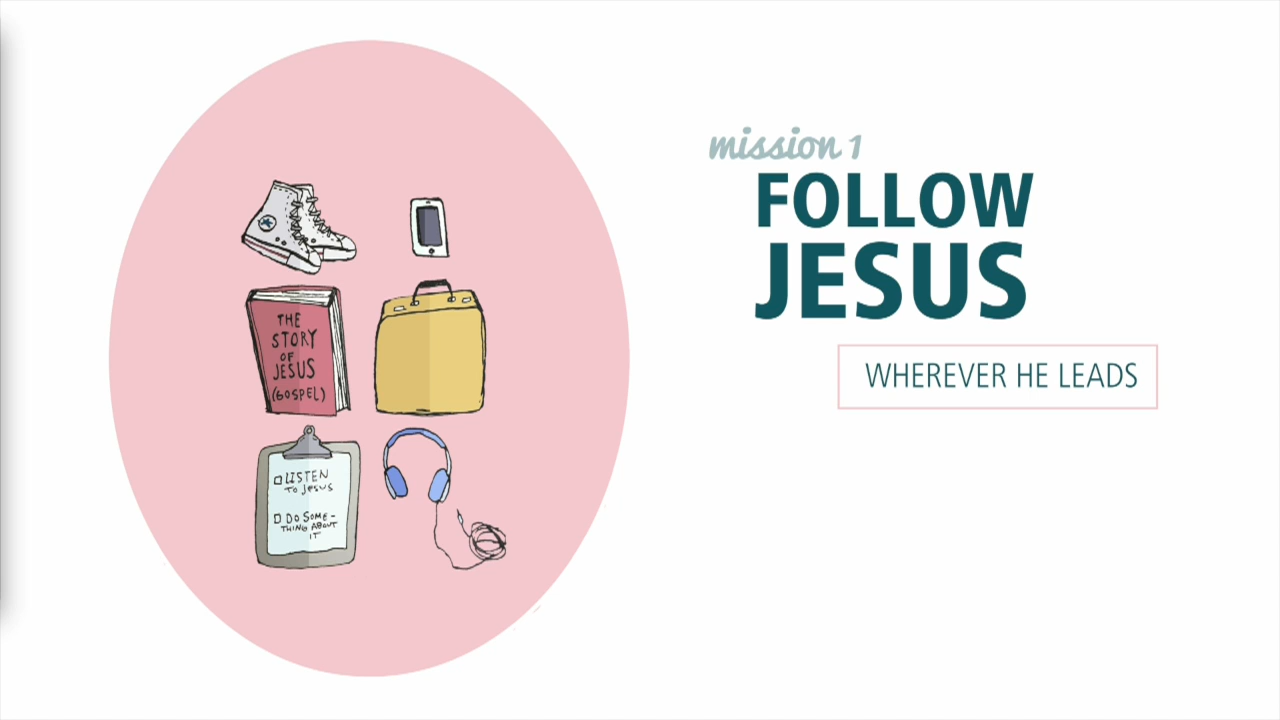 mission 1
FOLLOW
JESUS
WHEREVER HE LEADS
THE
STORY
OF
JESUS
(GOSPEL)
LISTEN
TO JESUS
DO SOME-
THING ABOUT
IT